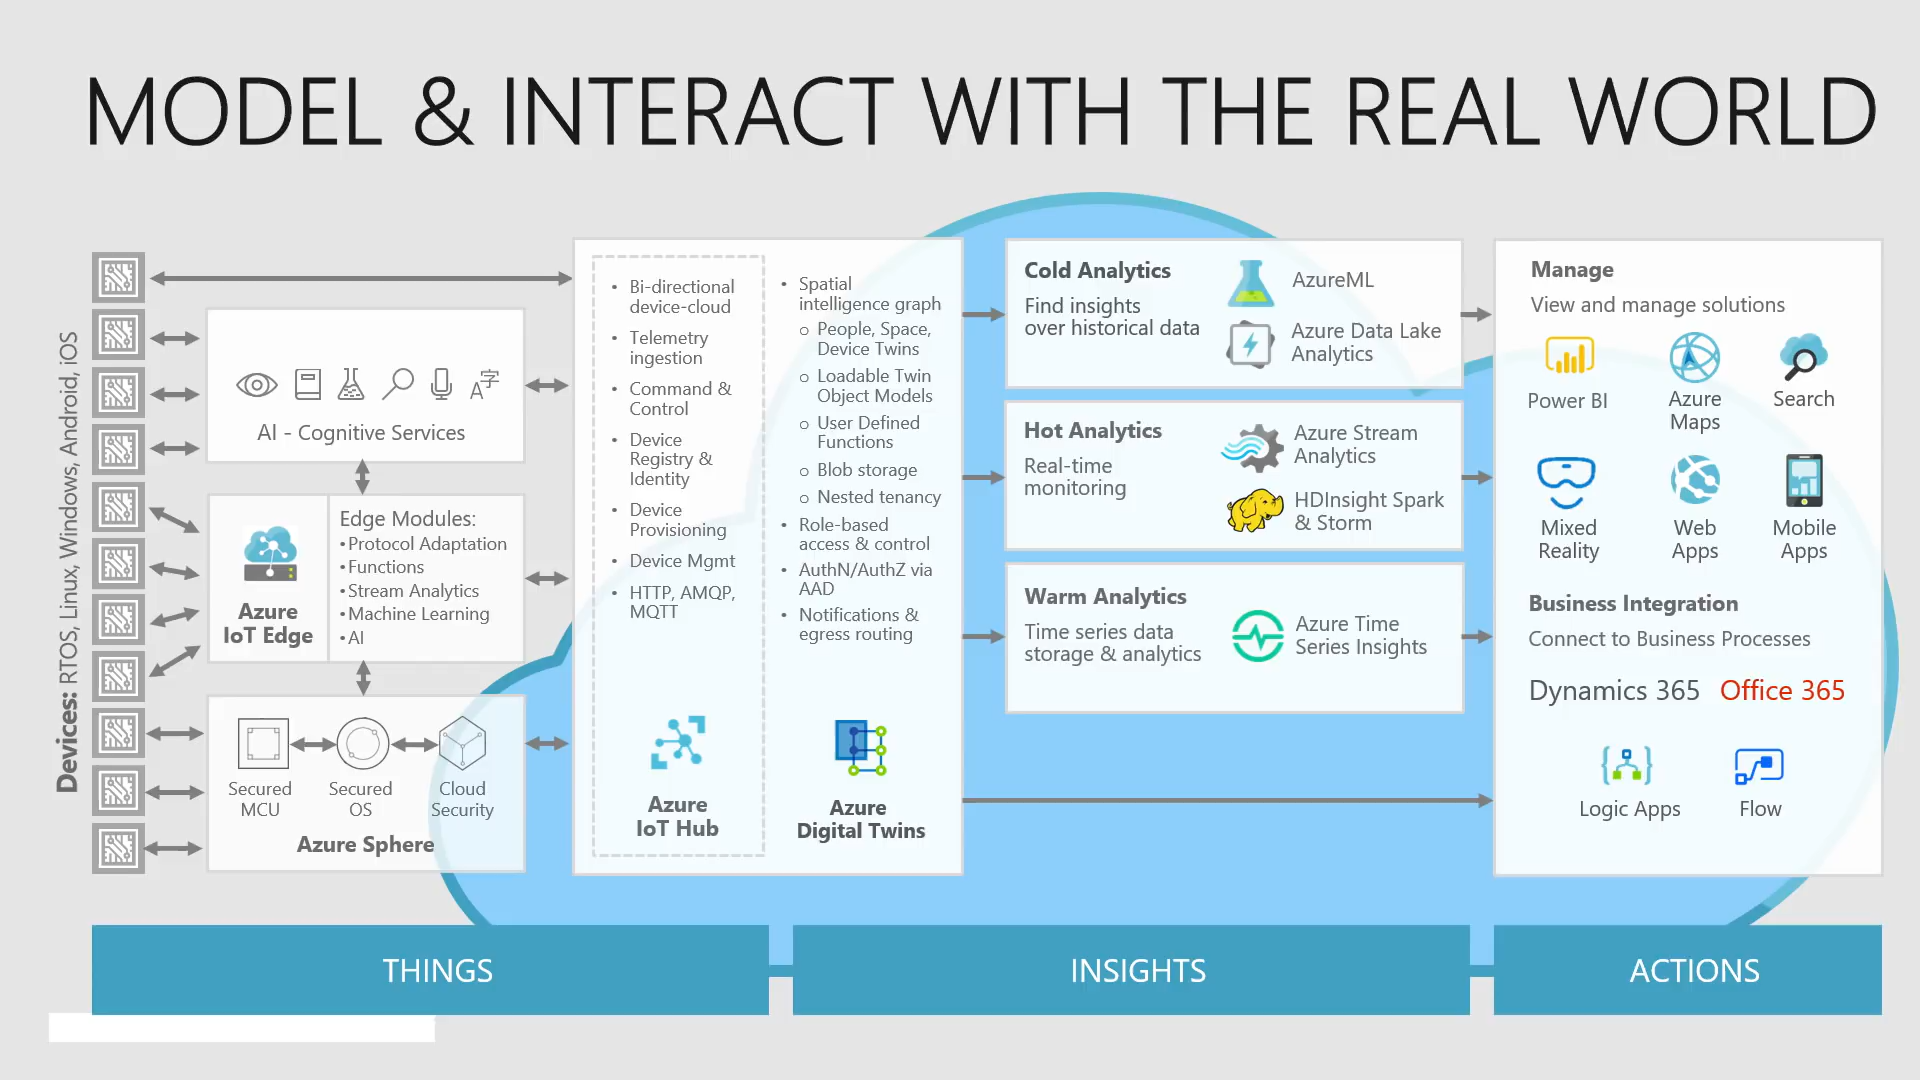 MODEL & INTERACT WITH THE REAL WORLD
Devices: RTOS, Linux, Windows, Android, iOS
AI - Cognitive Services
Azure
IoT Edge
Edge Modules:
•Protocol Adaptation
•Functions
•Stream Analytics
•Machine Learning
•AI
Secured
MCU
Secured
OS
Cloud
Security
Azure Sphere
• Bi-directional
device-cloud
• Telemetry
ingestion
• Command &
Control
• Device
Registry &
Identity
• Device
Provisioning
• Device Mgmt
• HTTP, AMQP,
MQTT
Azure
IoT Hub
• Spatial
intelligence graph
o People, Space,
Device Twins
o Loadable Twin
Object Models
o User Defined
Functions
o Blob storage
o Nested tenancy
• Role-based
access & control
• AuthN/AuthZ via
AAD
• Notifications &
egress routing
Azure
Digital Twins
Cold Analytics
Find insights
over historical data
AzureML
Azure Data Lake
Analytics
Hot Analytics
Real-time
monitoring
Azure Stream
Analytics
HDInsight Spark
& Storm
Warm Analytics
Time series data
storage & analytics
Azure Time
Series Insights
Manage
View and manage solutions
Power BI
Azure
Maps
Search
Mixed
Reality
Web
Apps
Mobile
Apps
Business Integration
Connect to Business Processes
Dynamics 365
Office 365
Logic Apps
Flow
THINGS
INSIGHTS
ACTIONS